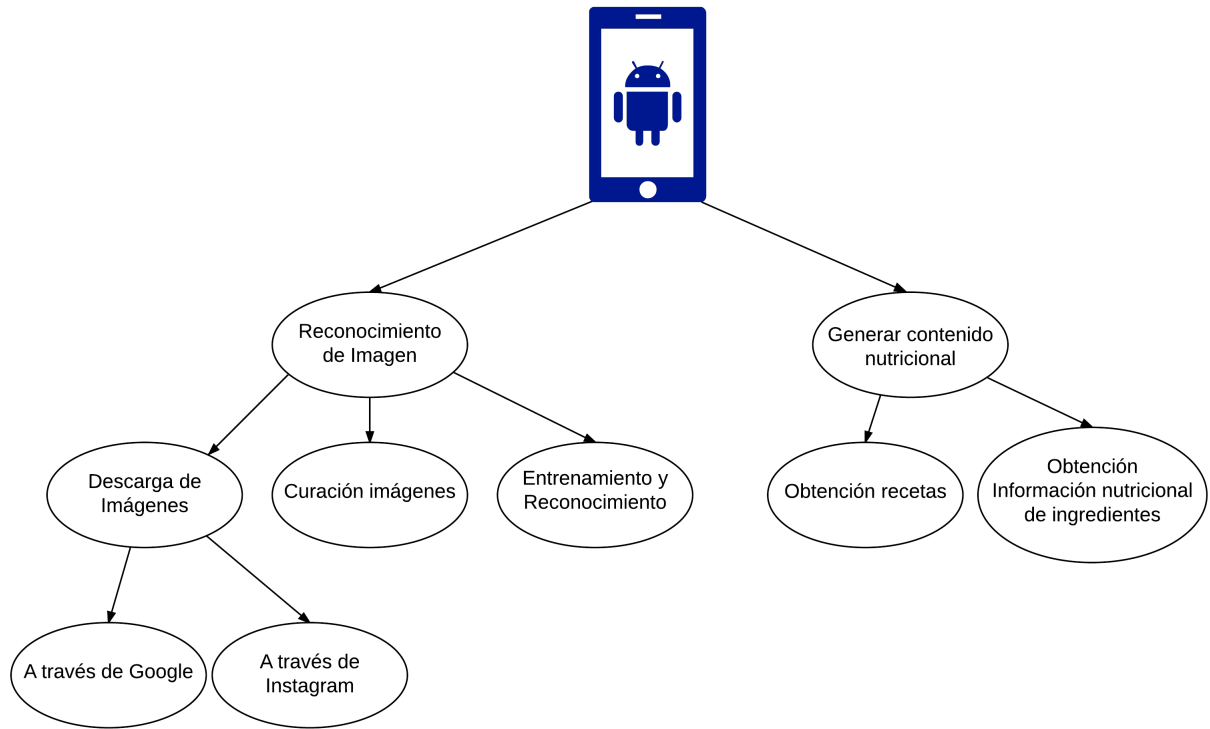 Reconocimiento
de Imagen
Generar contenido
nutricional
Descarga de
Imágenes
Curación imágenes
Entrenamiento y
Reconocimiento
Obtención recetas
Obtención
Información nutricional
de ingredientes
A través de Google
A través de
Instagram